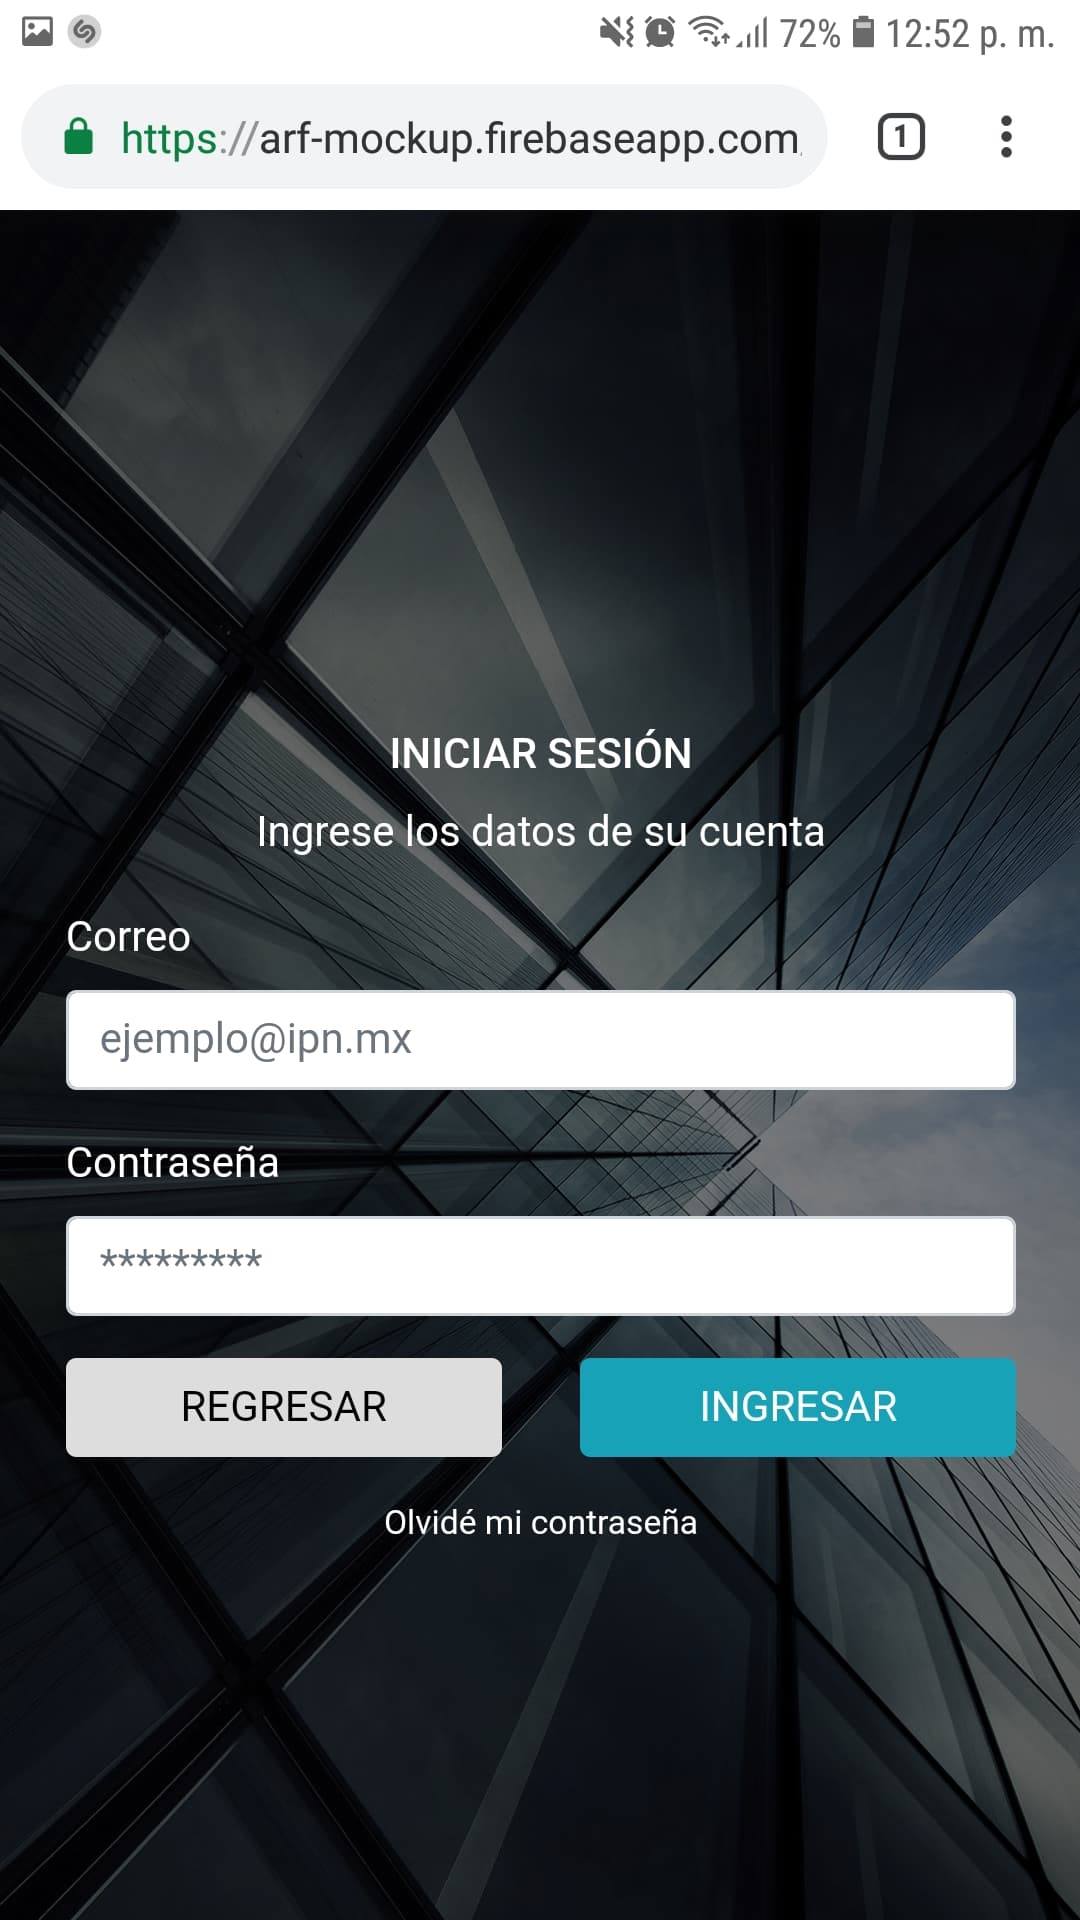 72% 12:52 p. m.
https://arf-mockup.firebaseapp.com
1
INICIAR SESIÓN
Ingrese los datos de su cuenta
Correo
ejemplo@ipn.mx
Contraseña
*********
REGRESAR
INGRESAR
Olvidé mi contraseña